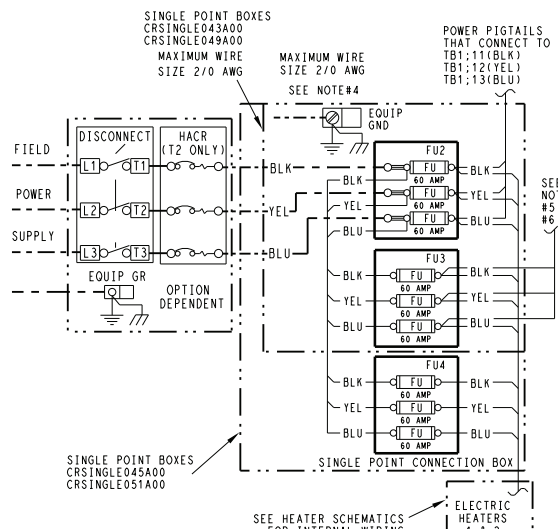 SINGLE POINT BOXES
CRSINGLE043A00
CRSINGLE049A00
MAXIMUM WIRE
SIZE 2/0 AWG
MAXIMUM WIRE
SIZE 2/0 AWG
SEE NOTE#4
POWER PIGTAILS
THAT CONNECT TO
TB1;11(BLK)
TB1;12(YEL)
TB1;13(BLU)
EQUIP
GND
DISCONNECT
HACR
(T2 ONLY)
FIELD
POWER
SUPPLY
L1 T1
L2 T2
L3 T3
EQUIP GR
OPTION
DEPENDENT
BLK
YEL
BLU
FU2
BLK FU BLK
60 AMP
YEL FU YEL
60 AMP
BLU FU BLU
60 AMP
SEE
#5
#6
FU3
BLK FU BLK
60 AMP
YEL FU YEL
60 AMP
BLU FU BLU
60 AMP
FU4
BLK FU BLK
60 AMP
YEL FU YEL
60 AMP
BLU FU BLU
60 AMP
SINGLE POINT CONNECTION BOX
SINGLE POINT BOXES
CRSINGLE045A00
CRSINGLE051A00
SEE HEATER SCHEMATICS
FOR INTERNAL WIRING
ELECTRIC
HEATERS